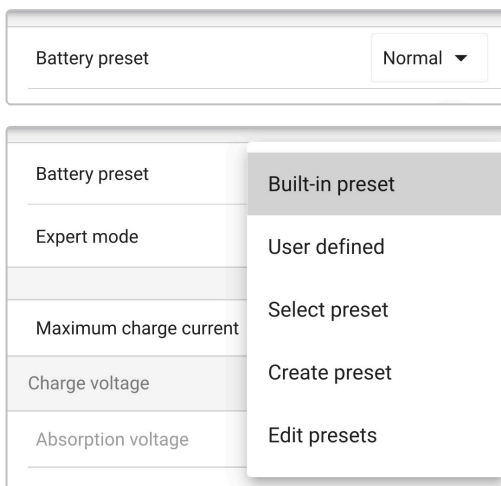 Battery preset Normal
Battery preset
Built-in preset
Expert mode
User defined
Select preset
Maximum charge current
Charge voltage
Create preset
Absorption voltage
Edit presets